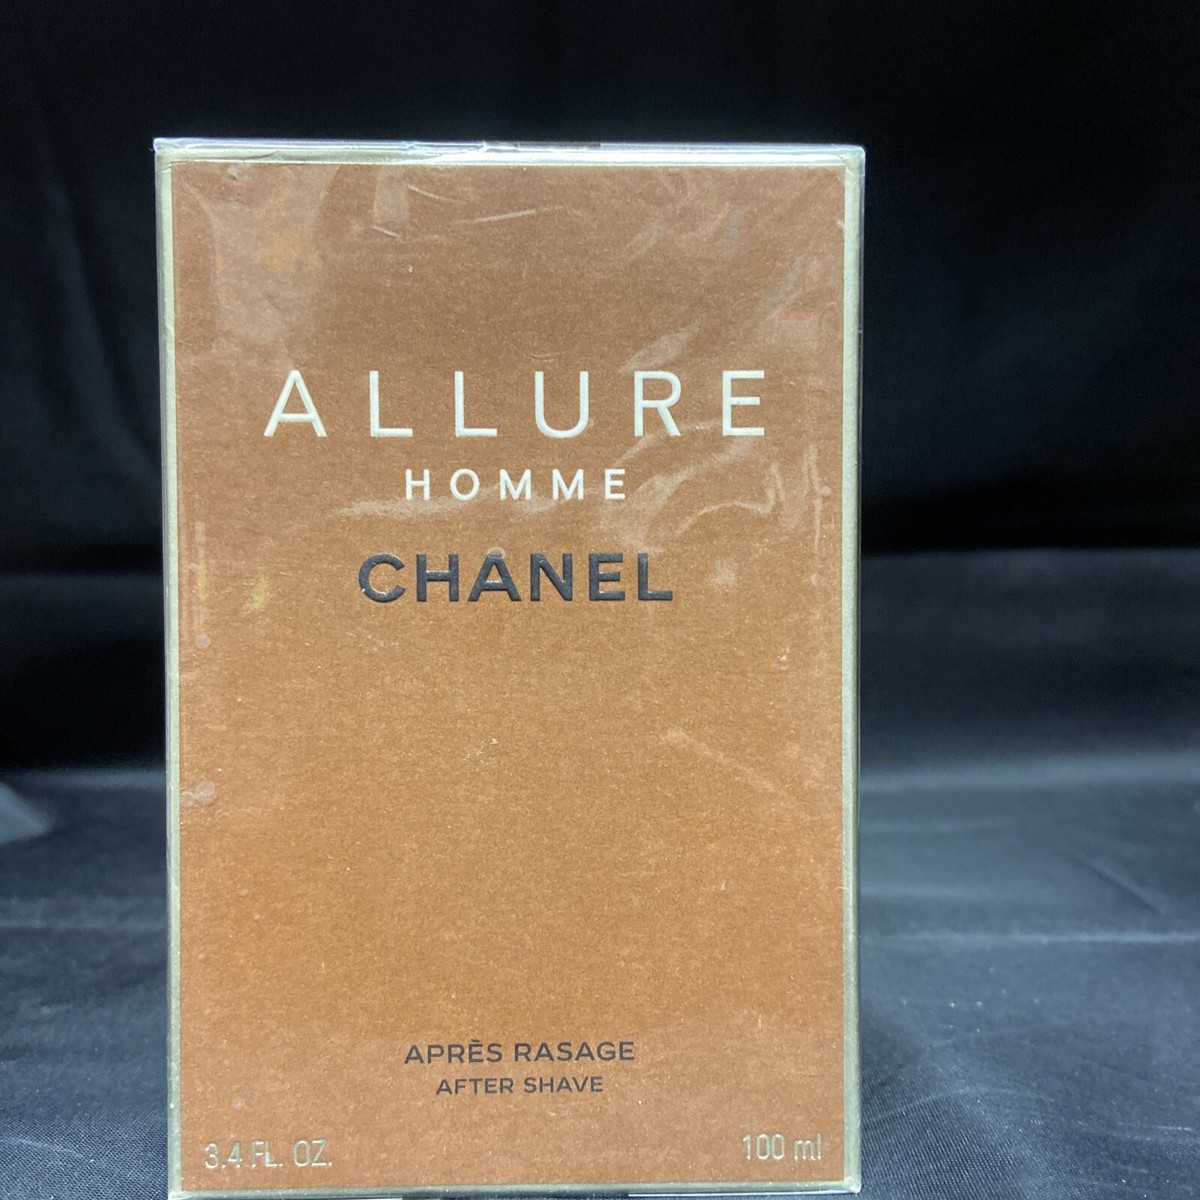 ALLURE
HOMME
CHANEL
APRÈS RASAGE
AFTER SHAVE
3.4 FL. OZ. 100 ml